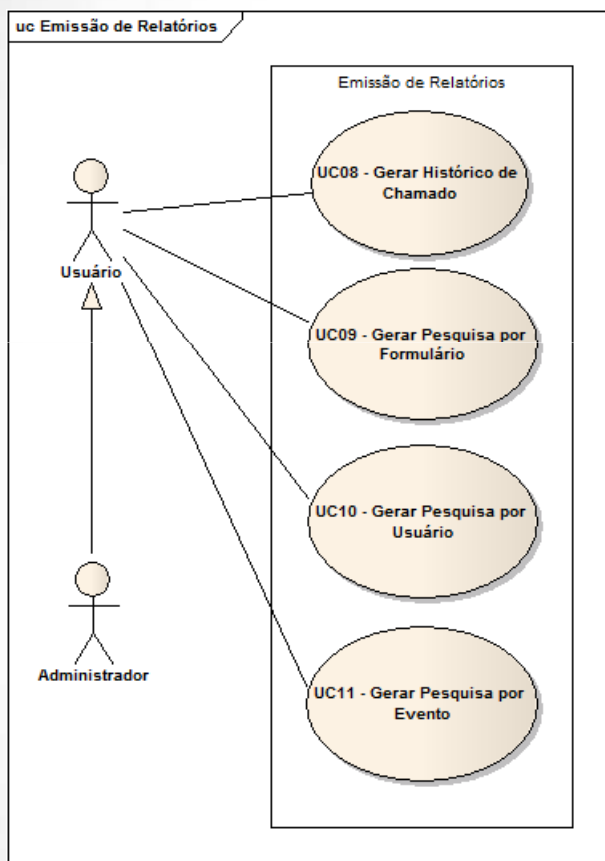 uc Emissão de Relatórios
Emissão de Relatórios
UC08 - Gerar Histórico de
Chamado
Usuário
UC09 - Gerar Pesquisa por
Formulário
UC10 - Gerar Pesquisa por
Usuário
Administrador
UC11 - Gerar Pesquisa por
Evento